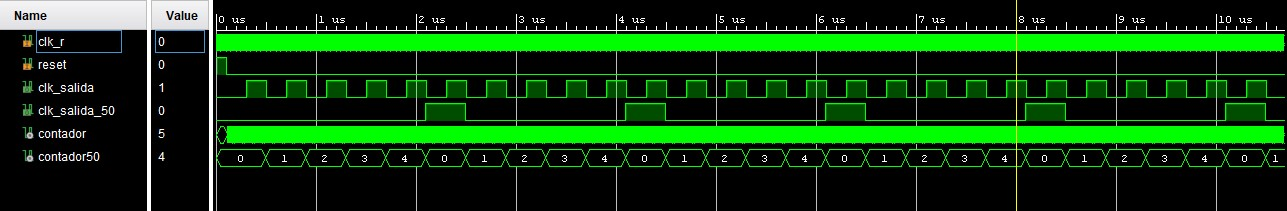 Name Value 0 us 1 us 2 us 3 us 4 us 5 us 6 us 7 us 8 us 9 us 10 us
clk_r 0
reset 0
clk_salida 1
clk_salida_50 0
contador 5
contador50 4 0 1 2 3 4 0 1 2 3 4 0 1 2 3 4 0 1 2 3 4 0 1 2 3 4 0 1